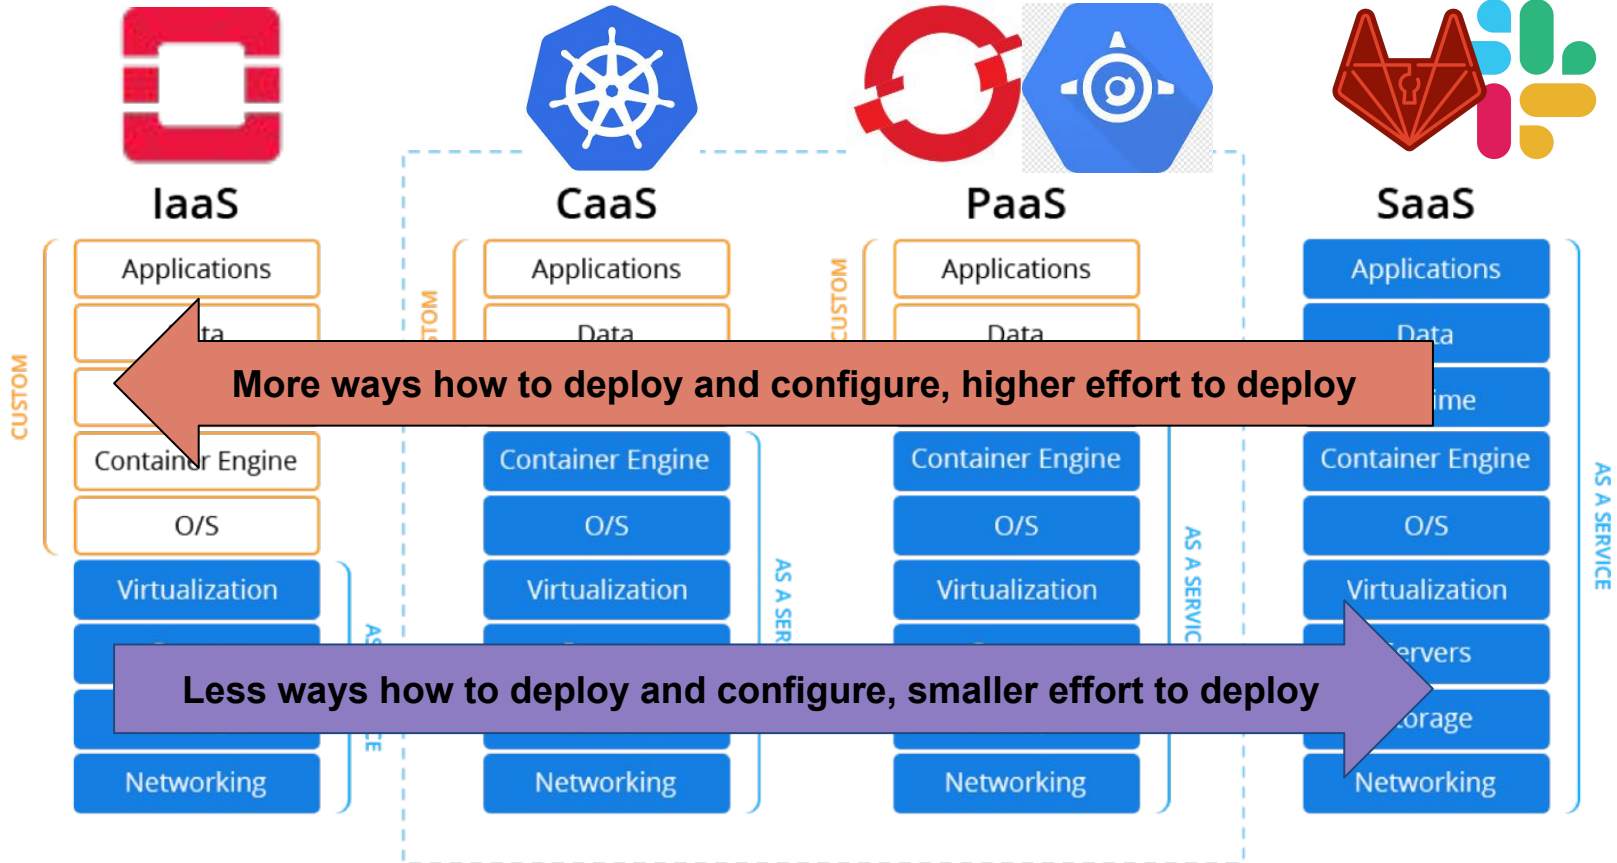 IaaS
CaaS
PaaS
SaaS
CUSTOM
Applications
Container Engine
O/S
Virtualization
Networking
Applications
Data
Container Engine
O/S
Virtualization
Networking
CUSTOM
Applications
Data
Container Engine
O/S
Virtualization
Networking
Applications
Data
Container Engine
O/S
Virtualization
Networking
AS A SERVICE
More ways how to deploy and configure, higher effort to deploy
Less ways how to deploy and configure, smaller effort to deploy